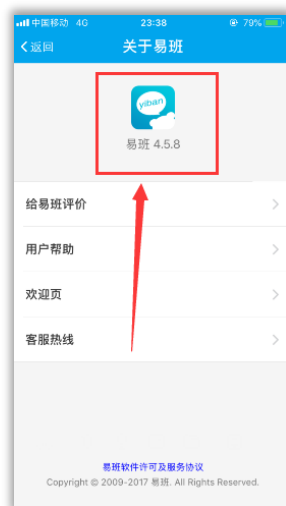 中国移动 4G 23:38 79%
返回 关于易班
yiban
易班 4.5.8
给易班评价
用户帮助
欢迎页
客服热线
易班软件许可及服务协议
Copyright © 2009-2017 易班. All Rights Reserved.